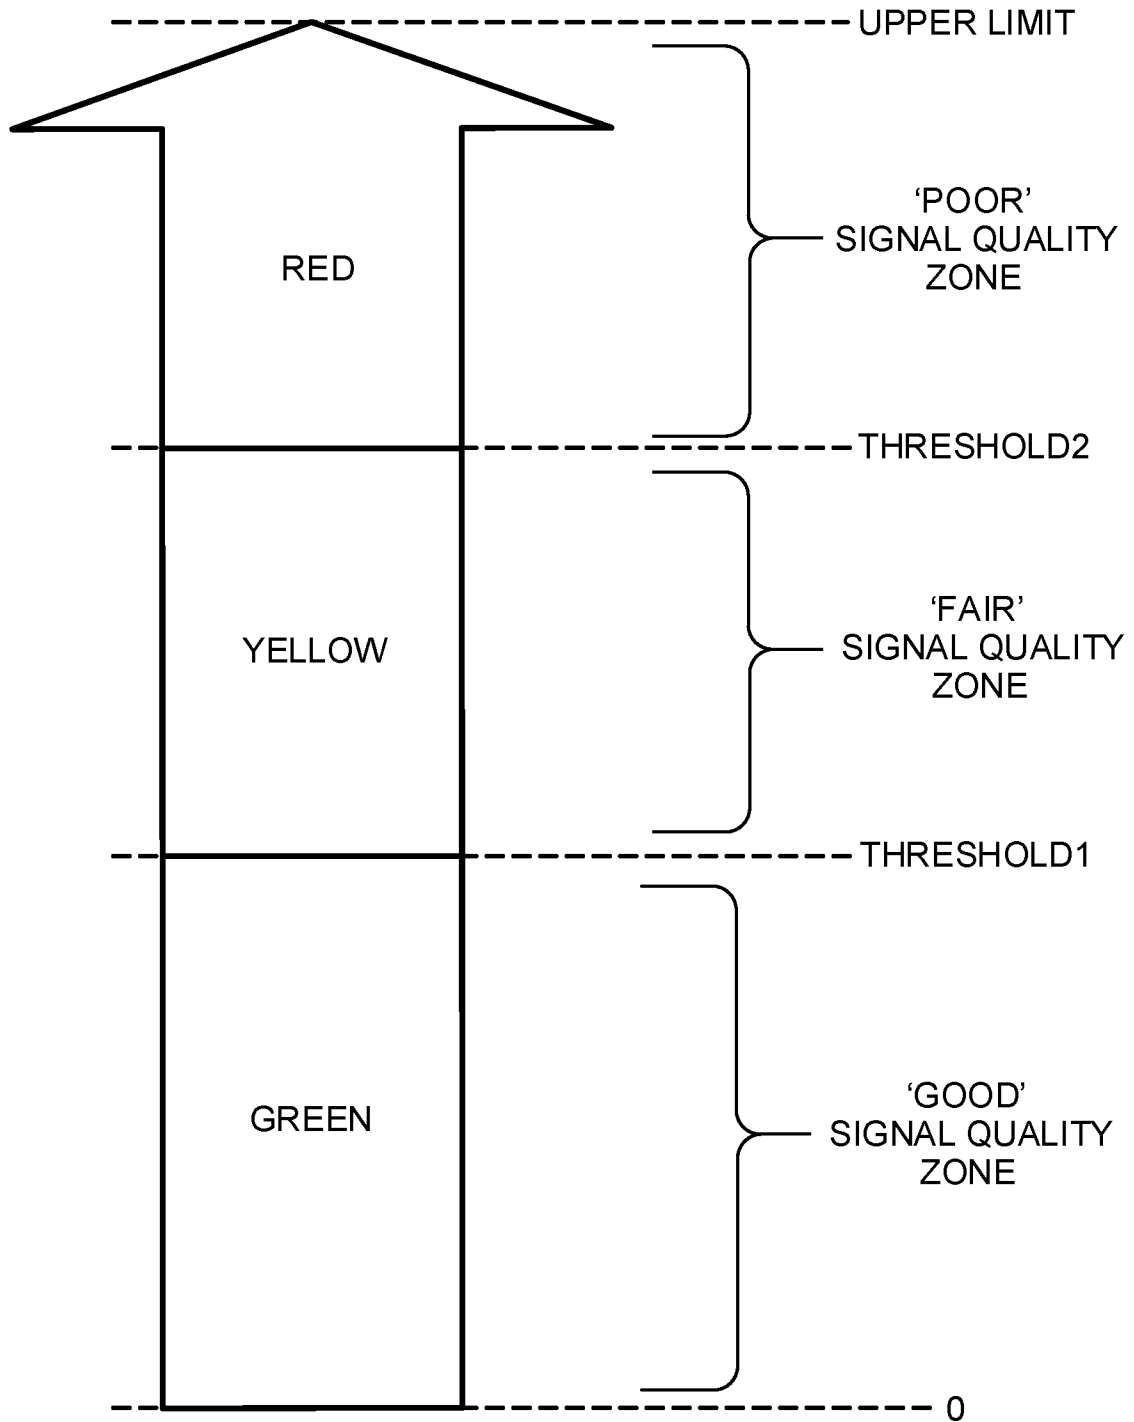 UPPER LIMIT
‘POOR’
SIGNAL QUALITY
ZONE
RED
THRESHOLD2
‘FAIR’
SIGNAL QUALITY
ZONE
YELLOW
THRESHOLD1
‘GOOD’
SIGNAL QUALITY
ZONE
GREEN
0